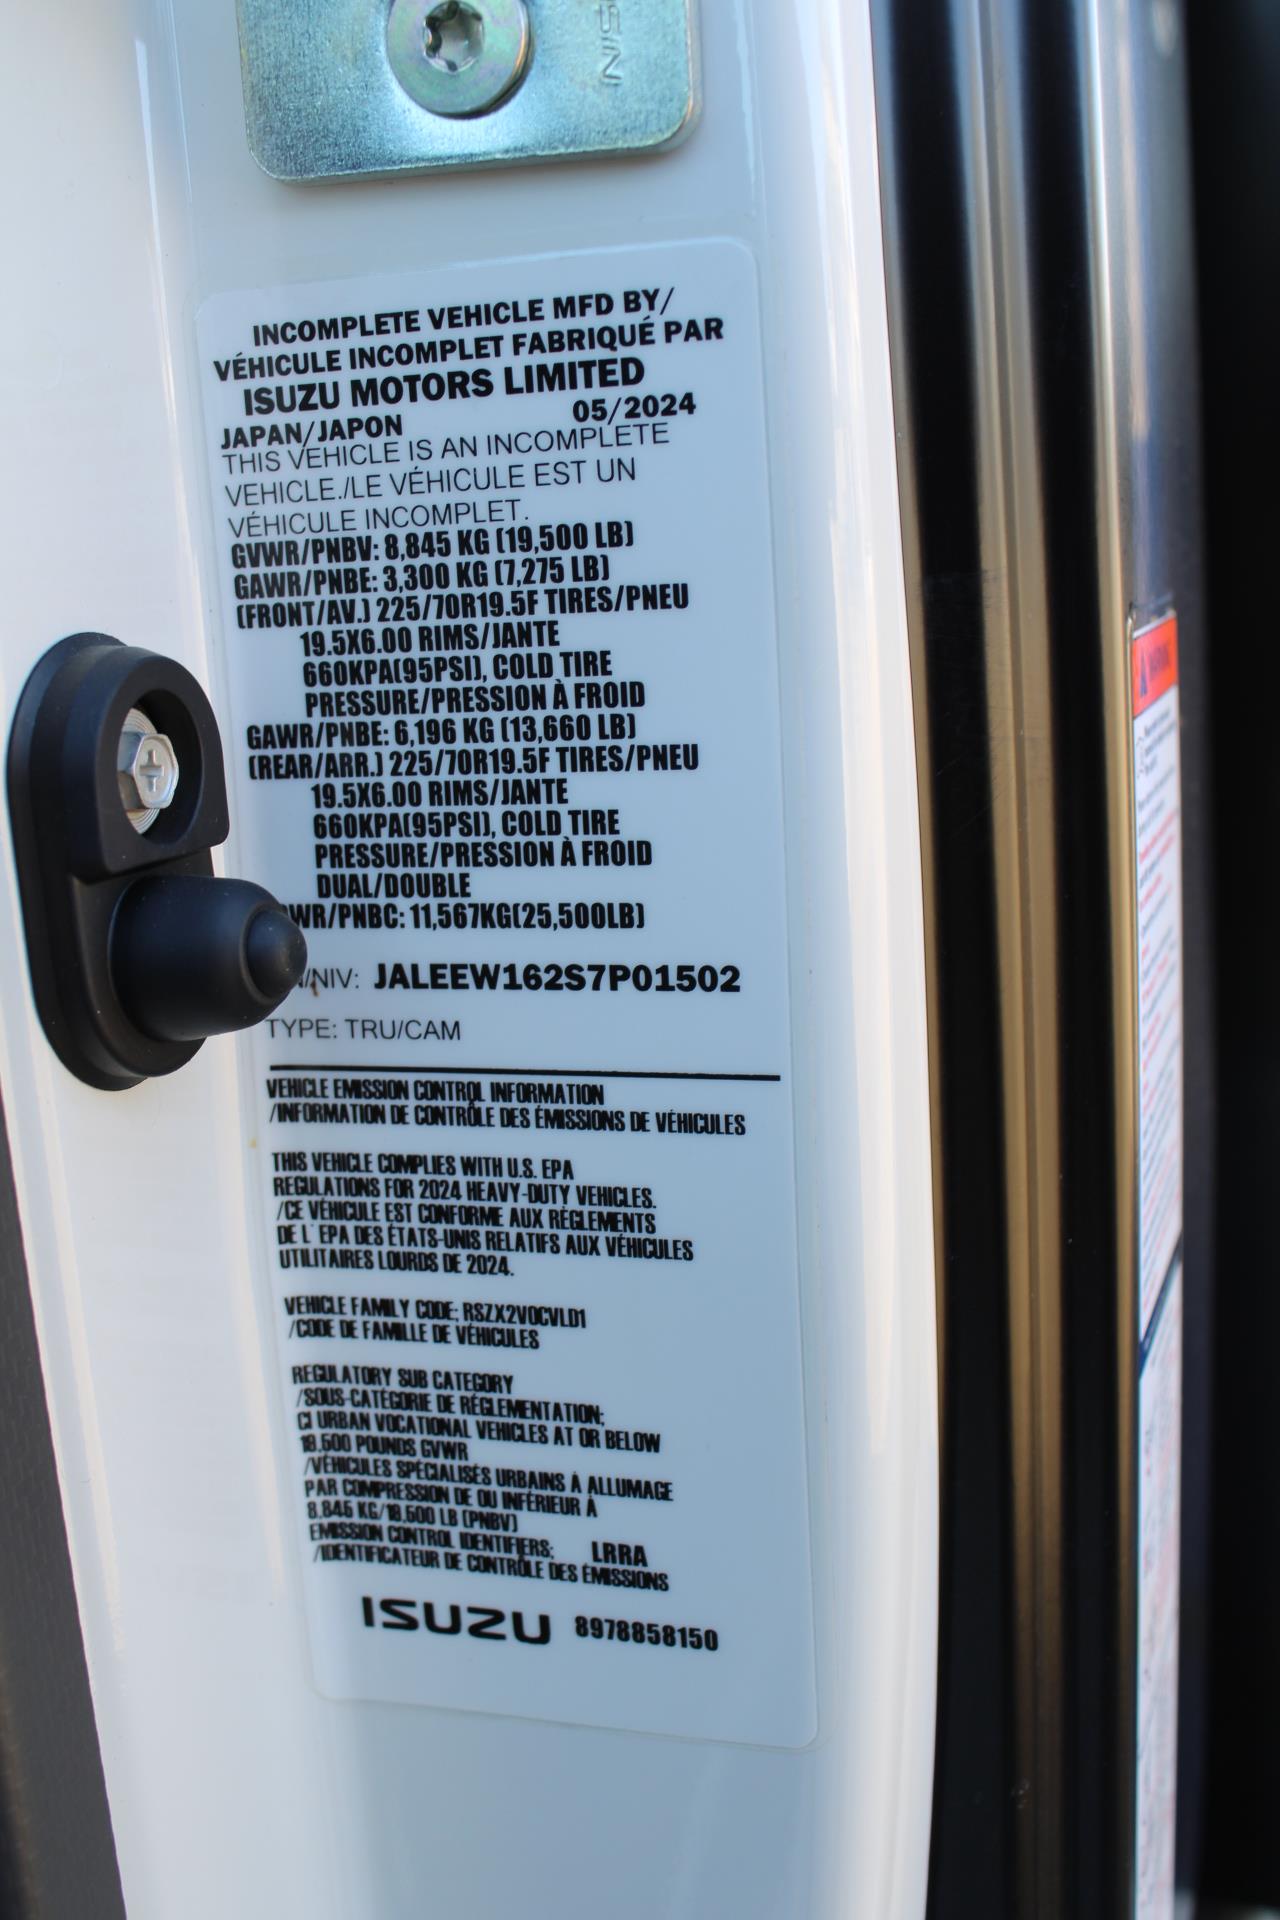 INCOMPLETE VEHICLE MFD BY/
VÉHICULE INCOMPLET FABRIQUÉ PAR
ISUZU MOTORS LIMITED
JAPAN/JAPON 05/2024
THIS VEHICLE IS AN INCOMPLETE
VEHICLE./LE VÉHICULE EST UN
VÉHICULE INCOMPLET.
GVWR/PNBV: 8,845 KG (19,500 LB)
GAWR/PNBE: 3,300 KG (7,275 LB)
(FRONT/AV.) 225/70R19.5F TIRES/PNEU
19.5X6.00 RIMS/JANTE
660KPA(95PSI), COLD TIRE
PRESSURE/PRESSION À FROID
GAWR/PNBE: 6,196 KG (13,660 LB)
(REAR/ARR.) 225/70R19.5F TIRES/PNEU
19.5X6.00 RIMS/JANTE
660KPA(95PSI), COLD TIRE
PRESSURE/PRESSION À FROID
DUAL/DOUBLE
WR/PNBC: 11,567KG(25,500LB)
/NIV: JALEEW162S7P01502
TYPE: TRU/CAM
VEHICLE EMISSION CONTROL INFORMATION
/INFORMATION DE CONTRÔLE DES ÉMISSIONS DE VÉHICULES
THIS VEHICLE COMPLIES WITH U.S. EPA
REGULATIONS FOR 2024 HEAVY-DUTY VEHICLES.
/CE VÉHICULE EST CONFORME AUX RÈGLEMENTS
DE L' EPA DES ÉTATS-UNIS RELATIFS AUX VÉHICULES
UTILITAIRES LOURDS DE 2024.
VEHICLE FAMILY CODE: RSZX2VOCVLD1
/CODE DE FAMILLE DE VÉHICULES
REGULATORY SUB CATEGORY
/SOUS-CATÉGORIE DE RÉGLEMENTATION:
CI URBAN VOCATIONAL VEHICLES AT OR BELOW
19,500 POUNDS GVWR
/VÉHICULES SPÉCIALISÉS URBAINS À ALLUMAGE
PAR COMPRESSION DE OU INFÉRIEUR À
8,845 KG/19,500 LB (PNBV)
EMISSION CONTROL IDENTIFIERS: LRRA
/IDENTIFICATEUR DE CONTRÔLE DES ÉMISSIONS
ISUZU 8978858150
WARNING